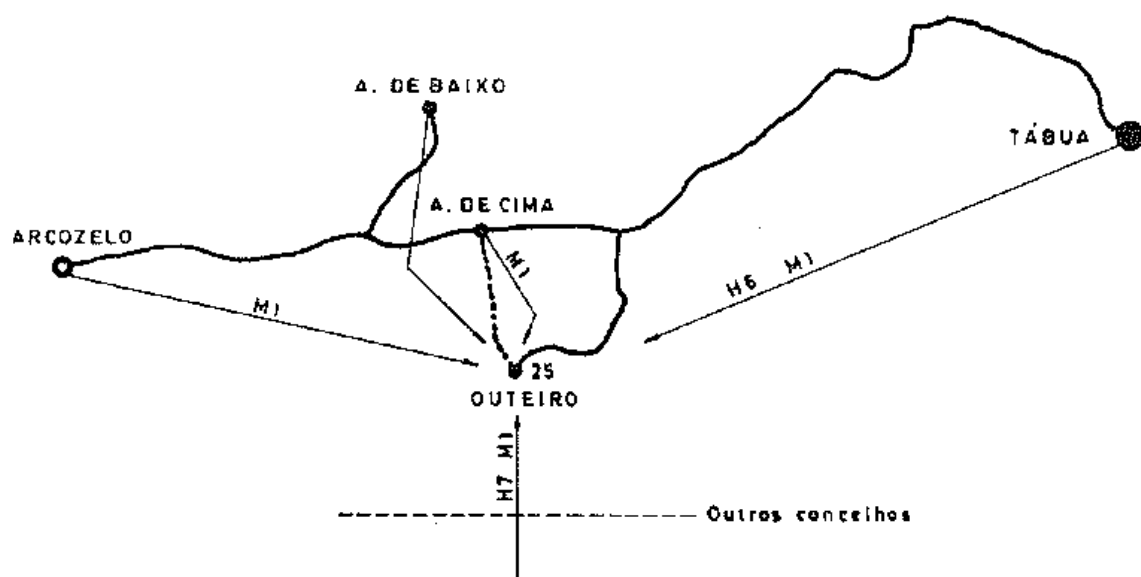 A. DE BAIXO
TÁBUA
A. DE CIMA
ARCOZELO
M1
H6 M1
M1
25
OUTEIRO
H7 M1
Outros concelhos